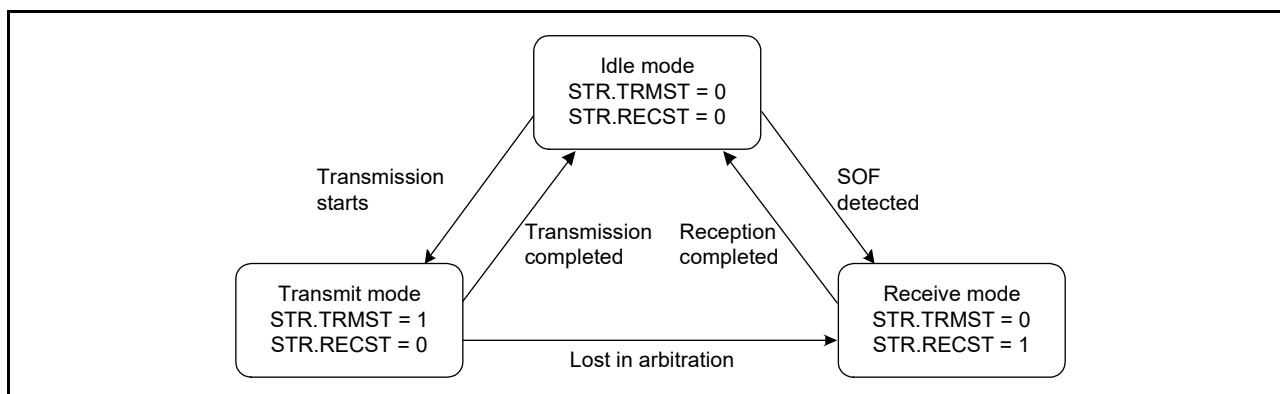 Idle mode
STR.TRMST = 0
STR.RECST = 0
Transmission
starts
SOF
detected
Transmission
completed
Reception
completed
Transmit mode
STR.TRMST = 1
STR.RECST = 0
Receive mode
STR.TRMST = 0
STR.RECST = 1
Lost in arbitration